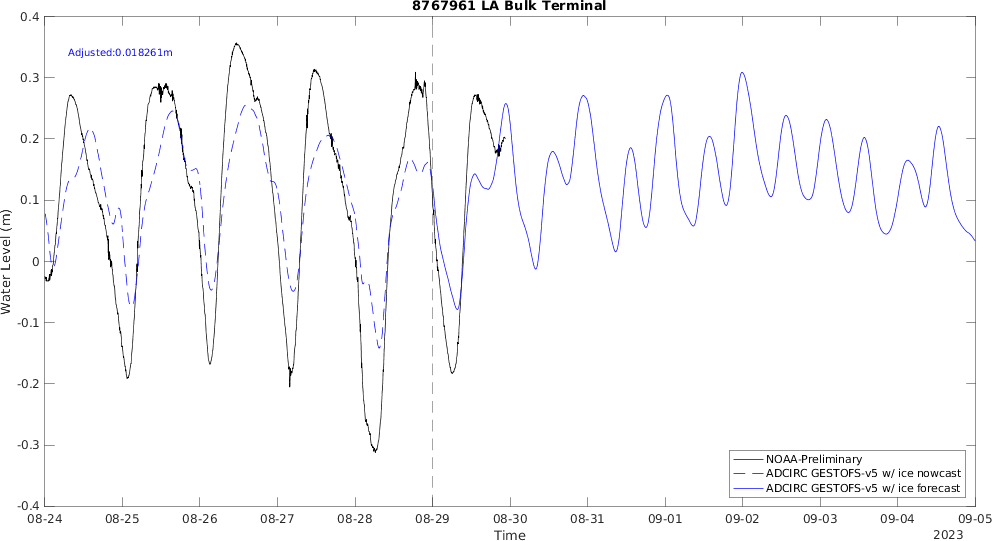 8767961 LA Bulk Terminal
Adjusted:0.018261m
Water Level (m)
0.4
0.3
0.2
0.1
0
-0.1
-0.2
-0.3
-0.4
NOAA-Preliminary
ADCIRC GESTOFS-v5 w/ ice nowcast
ADCIRC GESTOFS-v5 w/ ice forecast
08-24 08-25 08-26 08-27 08-28 08-29 08-30 08-31 09-01 09-02 09-03 09-04 09-05
Time
2023